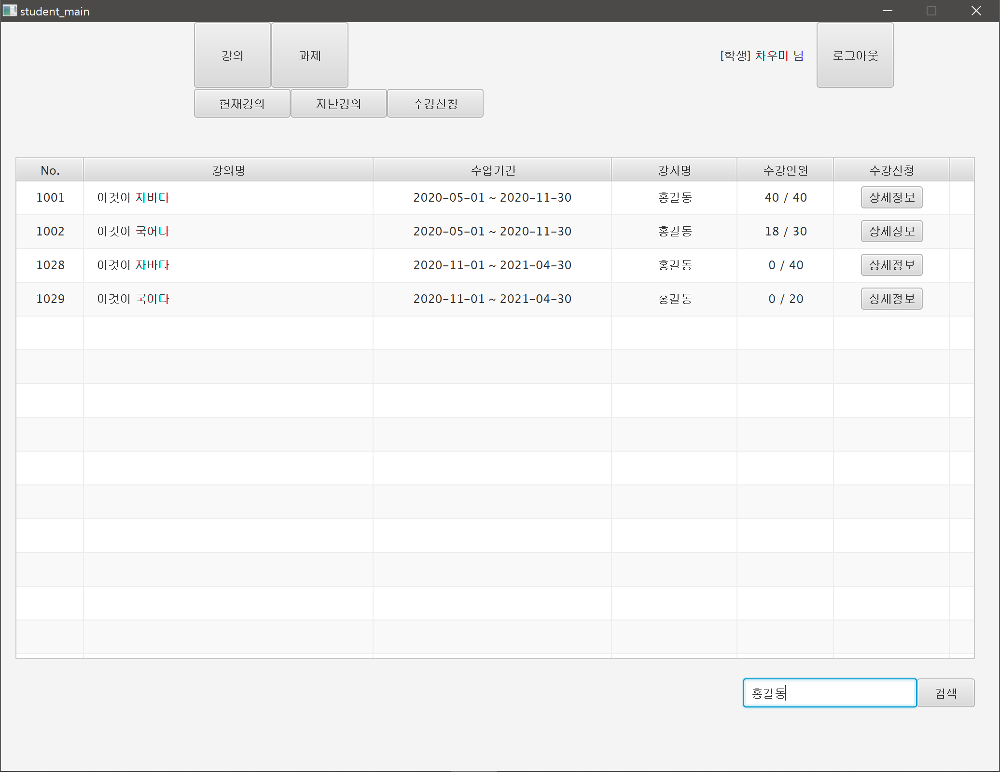 student_main
강의 과제 [학생] 차우미 님 로그아웃
현재강의 지난강의 수강신청
No. 강의명 수업기간 강사명 수강인원 수강신청
1001 이것이 자바다 2020-05-01 ~ 2020-11-30 홍길동 40 / 40 상세정보
1002 이것이 국어다 2020-05-01 ~ 2020-11-30 홍길동 18 / 30 상세정보
1028 이것이 자바다 2020-11-01 ~ 2021-04-30 홍길동 0 / 40 상세정보
1029 이것이 국어다 2020-11-01 ~ 2021-04-30 홍길동 0 / 20 상세정보
홍길동 검색